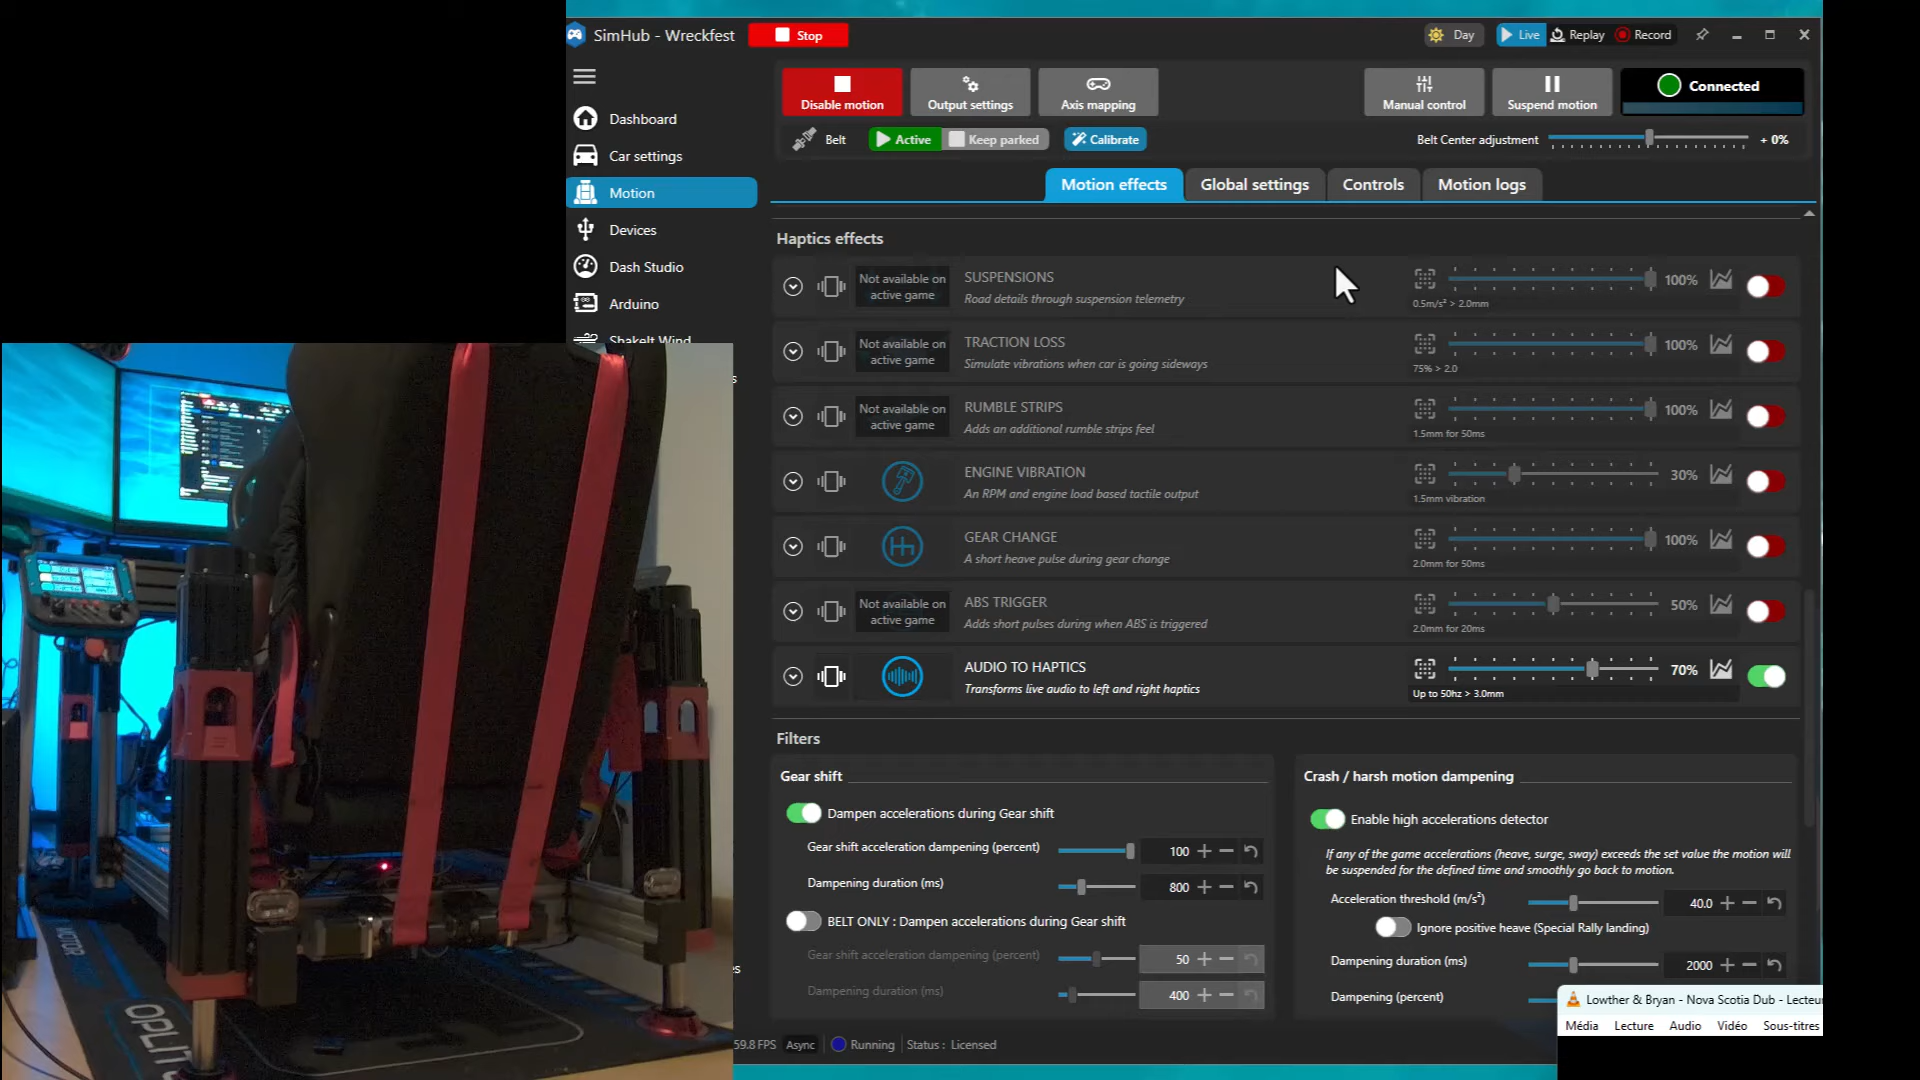 SimHub - Wreckfest
Stop
Day
Live
Replay
Record
Disable motion
Output settings
Axis mapping
Manual control
Suspend motion
Connected
Belt
Active
Keep parked
Calibrate
Belt Center adjustment
+ 0%
Dashboard
Car settings
Motion
Devices
Dash Studio
Arduino
ShakeIt Wind
Motion effects
Global settings
Controls
Motion logs
Haptics effects
Not available on
active game
SUSPENSIONS
Road details through suspension telemetry
100%
0.5m/s² > 2.0mm
Not available on
active game
TRACTION LOSS
Simulate vibrations when car is going sideways
100%
75% > 2.0
Not available on
active game
RUMBLE STRIPS
Adds an additional rumble strips feel
100%
1.5mm for 50ms
ENGINE VIBRATION
An RPM and engine load based tactile output
30%
1.5mm vibration
GEAR CHANGE
A short heave pulse during gear change
100%
2.0mm for 50ms
Not available on
active game
ABS TRIGGER
Adds short pulses during when ABS is triggered
50%
2.0mm for 20ms
AUDIO TO HAPTICS
Transforms live audio to left and right haptics
70%
Up to 50hz > 3.0mm
Filters
Gear shift
Dampen accelerations during Gear shift
Gear shift acceleration dampening (percent)
100
Dampening duration (ms)
800
BELT ONLY : Dampen accelerations during Gear shift
Gear shift acceleration dampening (percent)
50
Dampening duration (ms)
400
Crash / harsh motion dampening
Enable high accelerations detector
If any of the game accelerations (heave, surge, sway) exceeds the set value the motion will
be suspended for the defined time and smoothly go back to motion.
Acceleration threshold (m/s²)
40.0
Ignore positive heave (Special Rally landing)
Dampening duration (ms)
2000
Dampening (percent)
Lowther & Bryan - Nova Scotia Dub - Lecteu
Média
Lecture
Audio
Vidéo
Sous-titres
59.8 FPS
Async
Running
Status : Licensed